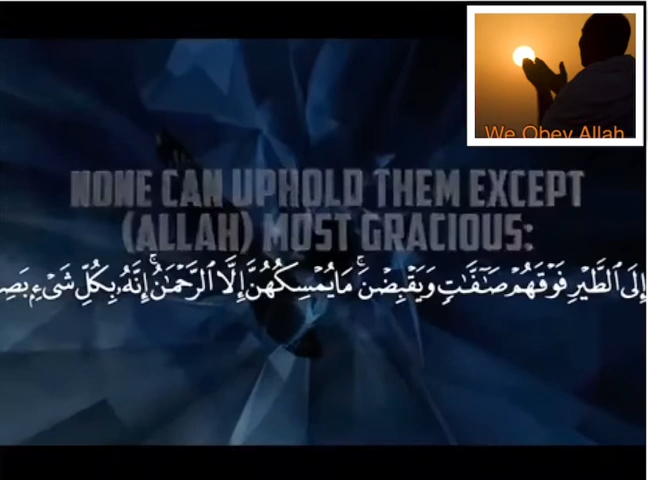 We Obey Allah
NONE CAN UPHOLD THEM EXCEPT
(ALLAH) MOST GRACIOUS:
إِلَى ٱلطَّيْرِ فَوْقَهُمْ صَـٰٓفَّـٰتٍ وَيَقْبِضْنَ ۚ مَا يُمْسِكُهُنَّ إِلَّا ٱلرَّحْمَـٰنُ ۚ إِنَّهُۥ بِكُلِّ شَىْءٍۭ